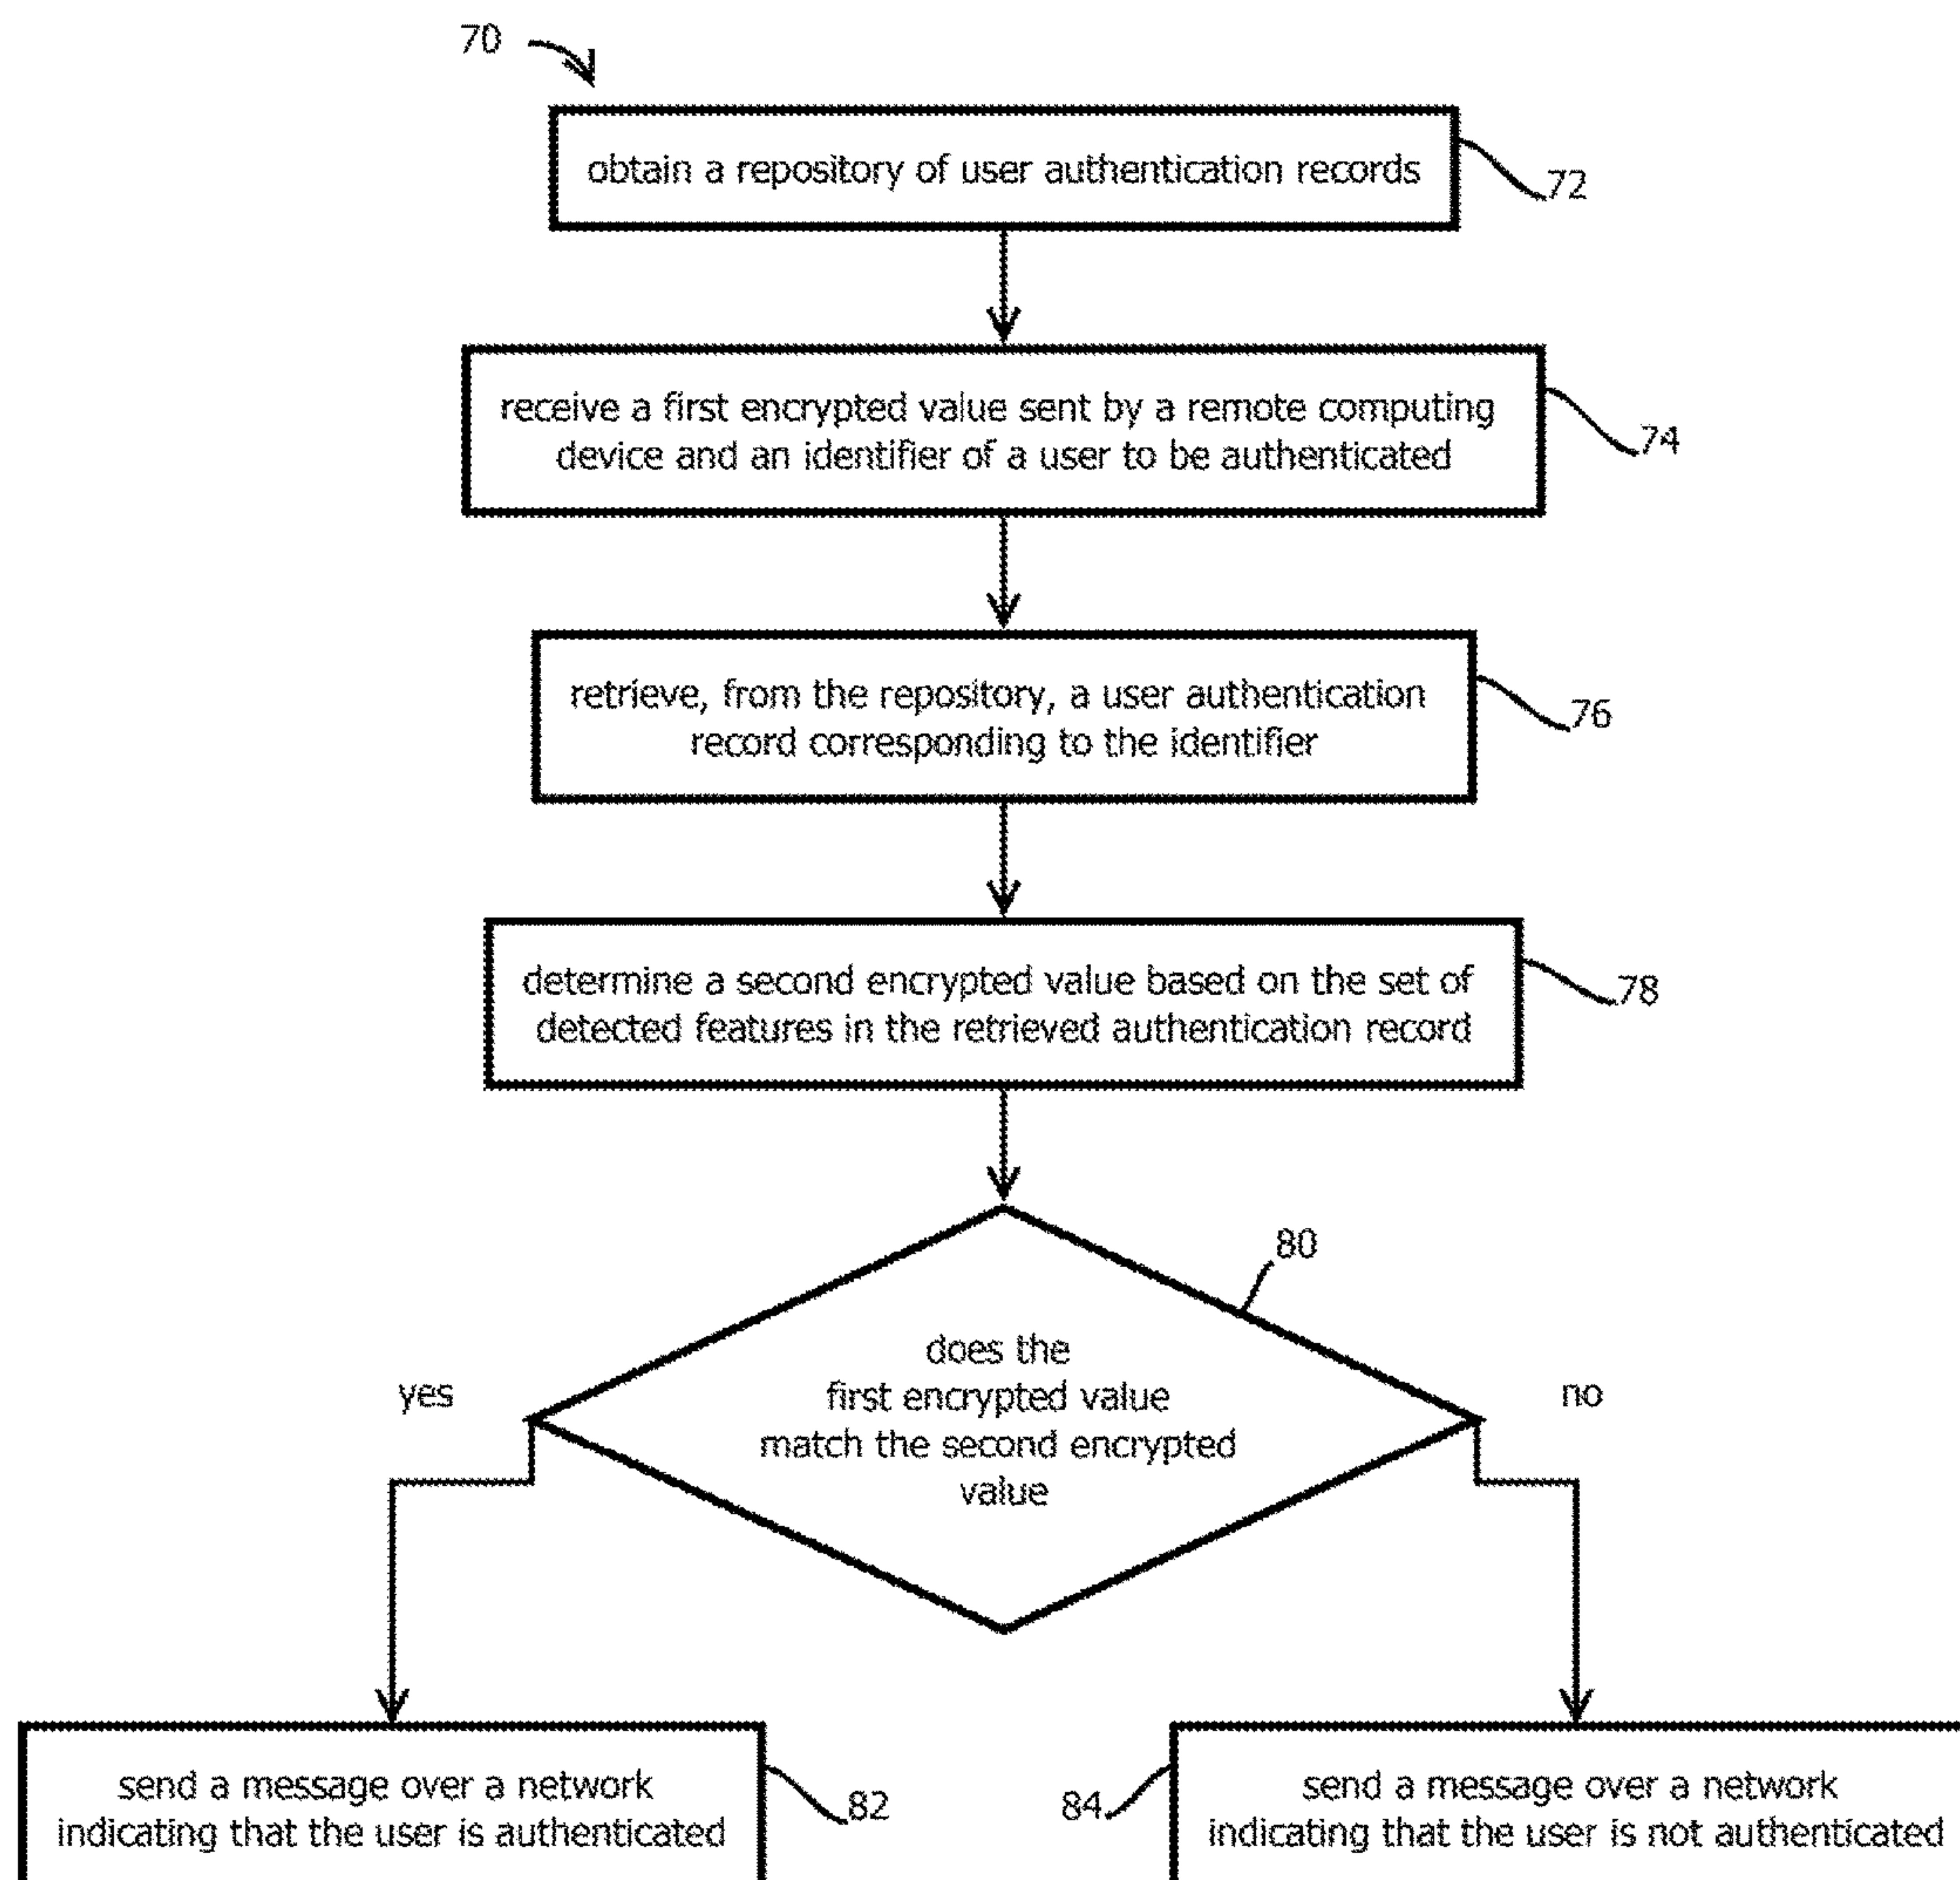 70
obtain a repository of user authentication records
72
receive a first encrypted value sent by a remote computing
device and an identifier of a user to be authenticated
74
retrieve, from the repository, a user authentication
record corresponding to the identifier
76
determine a second encrypted value based on the set of
detected features in the retrieved authentication record
78
80
does the
first encrypted value
match the second encrypted
value
yes
no
send a message over a network
indicating that the user is authenticated
82
84
send a message over a network
indicating that the user is not authenticated